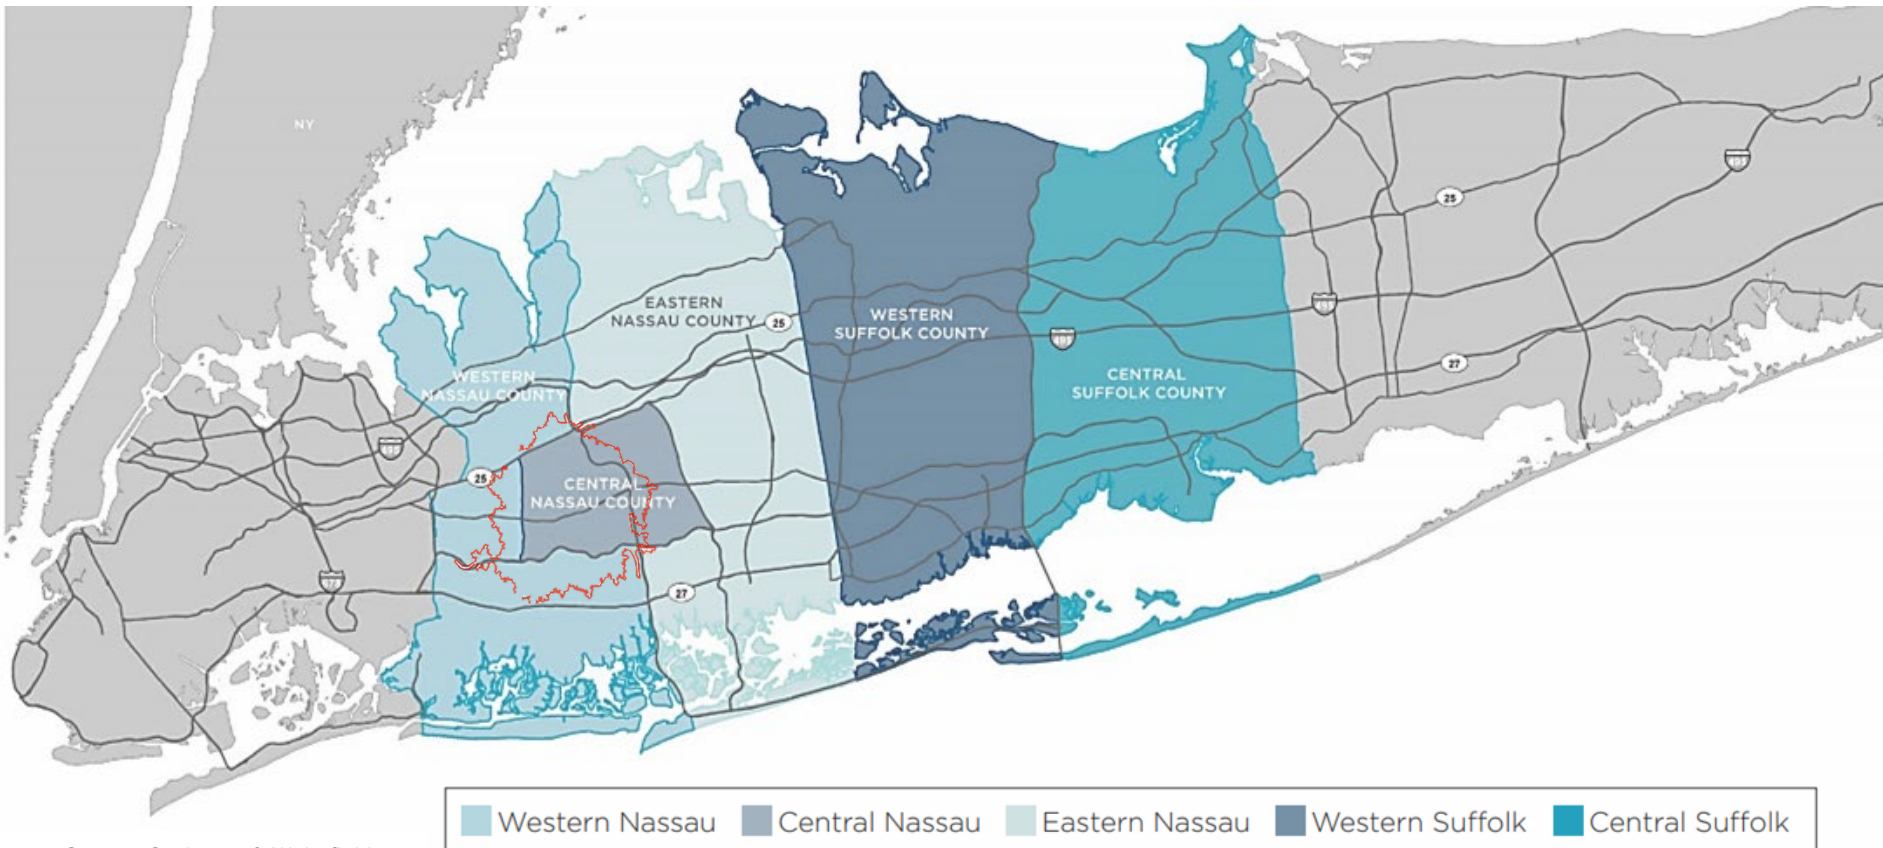 NY
25
EASTERN
NASSAU COUNTY
25
WESTERN
SUFFOLK COUNTY
CENTRAL
SUFFOLK COUNTY
27
WESTERN
NASSAU COUNTY
25
CENTRAL
NASSAU COUNTY
27
Western Nassau
Central Nassau
Eastern Nassau
Western Suffolk
Central Suffolk